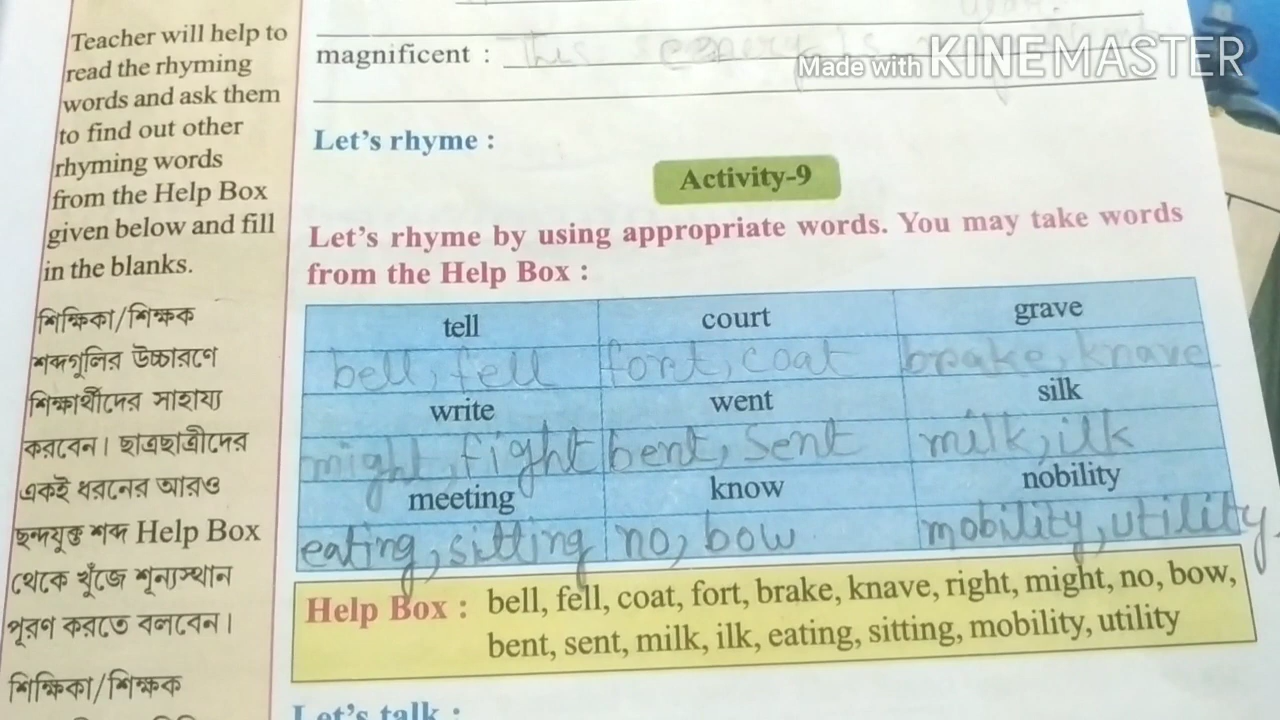 Teacher will help to
read the rhyming
words and ask them
to find out other
rhyming words
from the Help Box
given below and fill
in the blanks.
শিক্ষিকা/শিক্ষক
শব্দগুলির উচ্চারণে
শিক্ষার্থীদের সাহায্য
করবেন। ছাত্রছাত্রীদের
একই ধরনের আরও
ছন্দযুক্ত শব্দ Help Box
থেকে খুঁজে শূন্যস্থান
পূরণ করতে বলবেন।
শিক্ষিকা/শিক্ষক
magnificent : This
Made with KINEMASTER
Let's rhyme :
Activity-9
Let's rhyme by using appropriate words. You may take words
from the Help Box :
tell court grave
bell, fell fort, coat brake, knave
write went silk
might, fight bent, sent milk, ilk
meeting know nobility
eating, sitting no, bow mobility, utility
Help Box : bell, fell, coat, fort, brake, knave, right, might, no, bow,
bent, sent, milk, ilk, eating, sitting, mobility, utility
Let's talk :